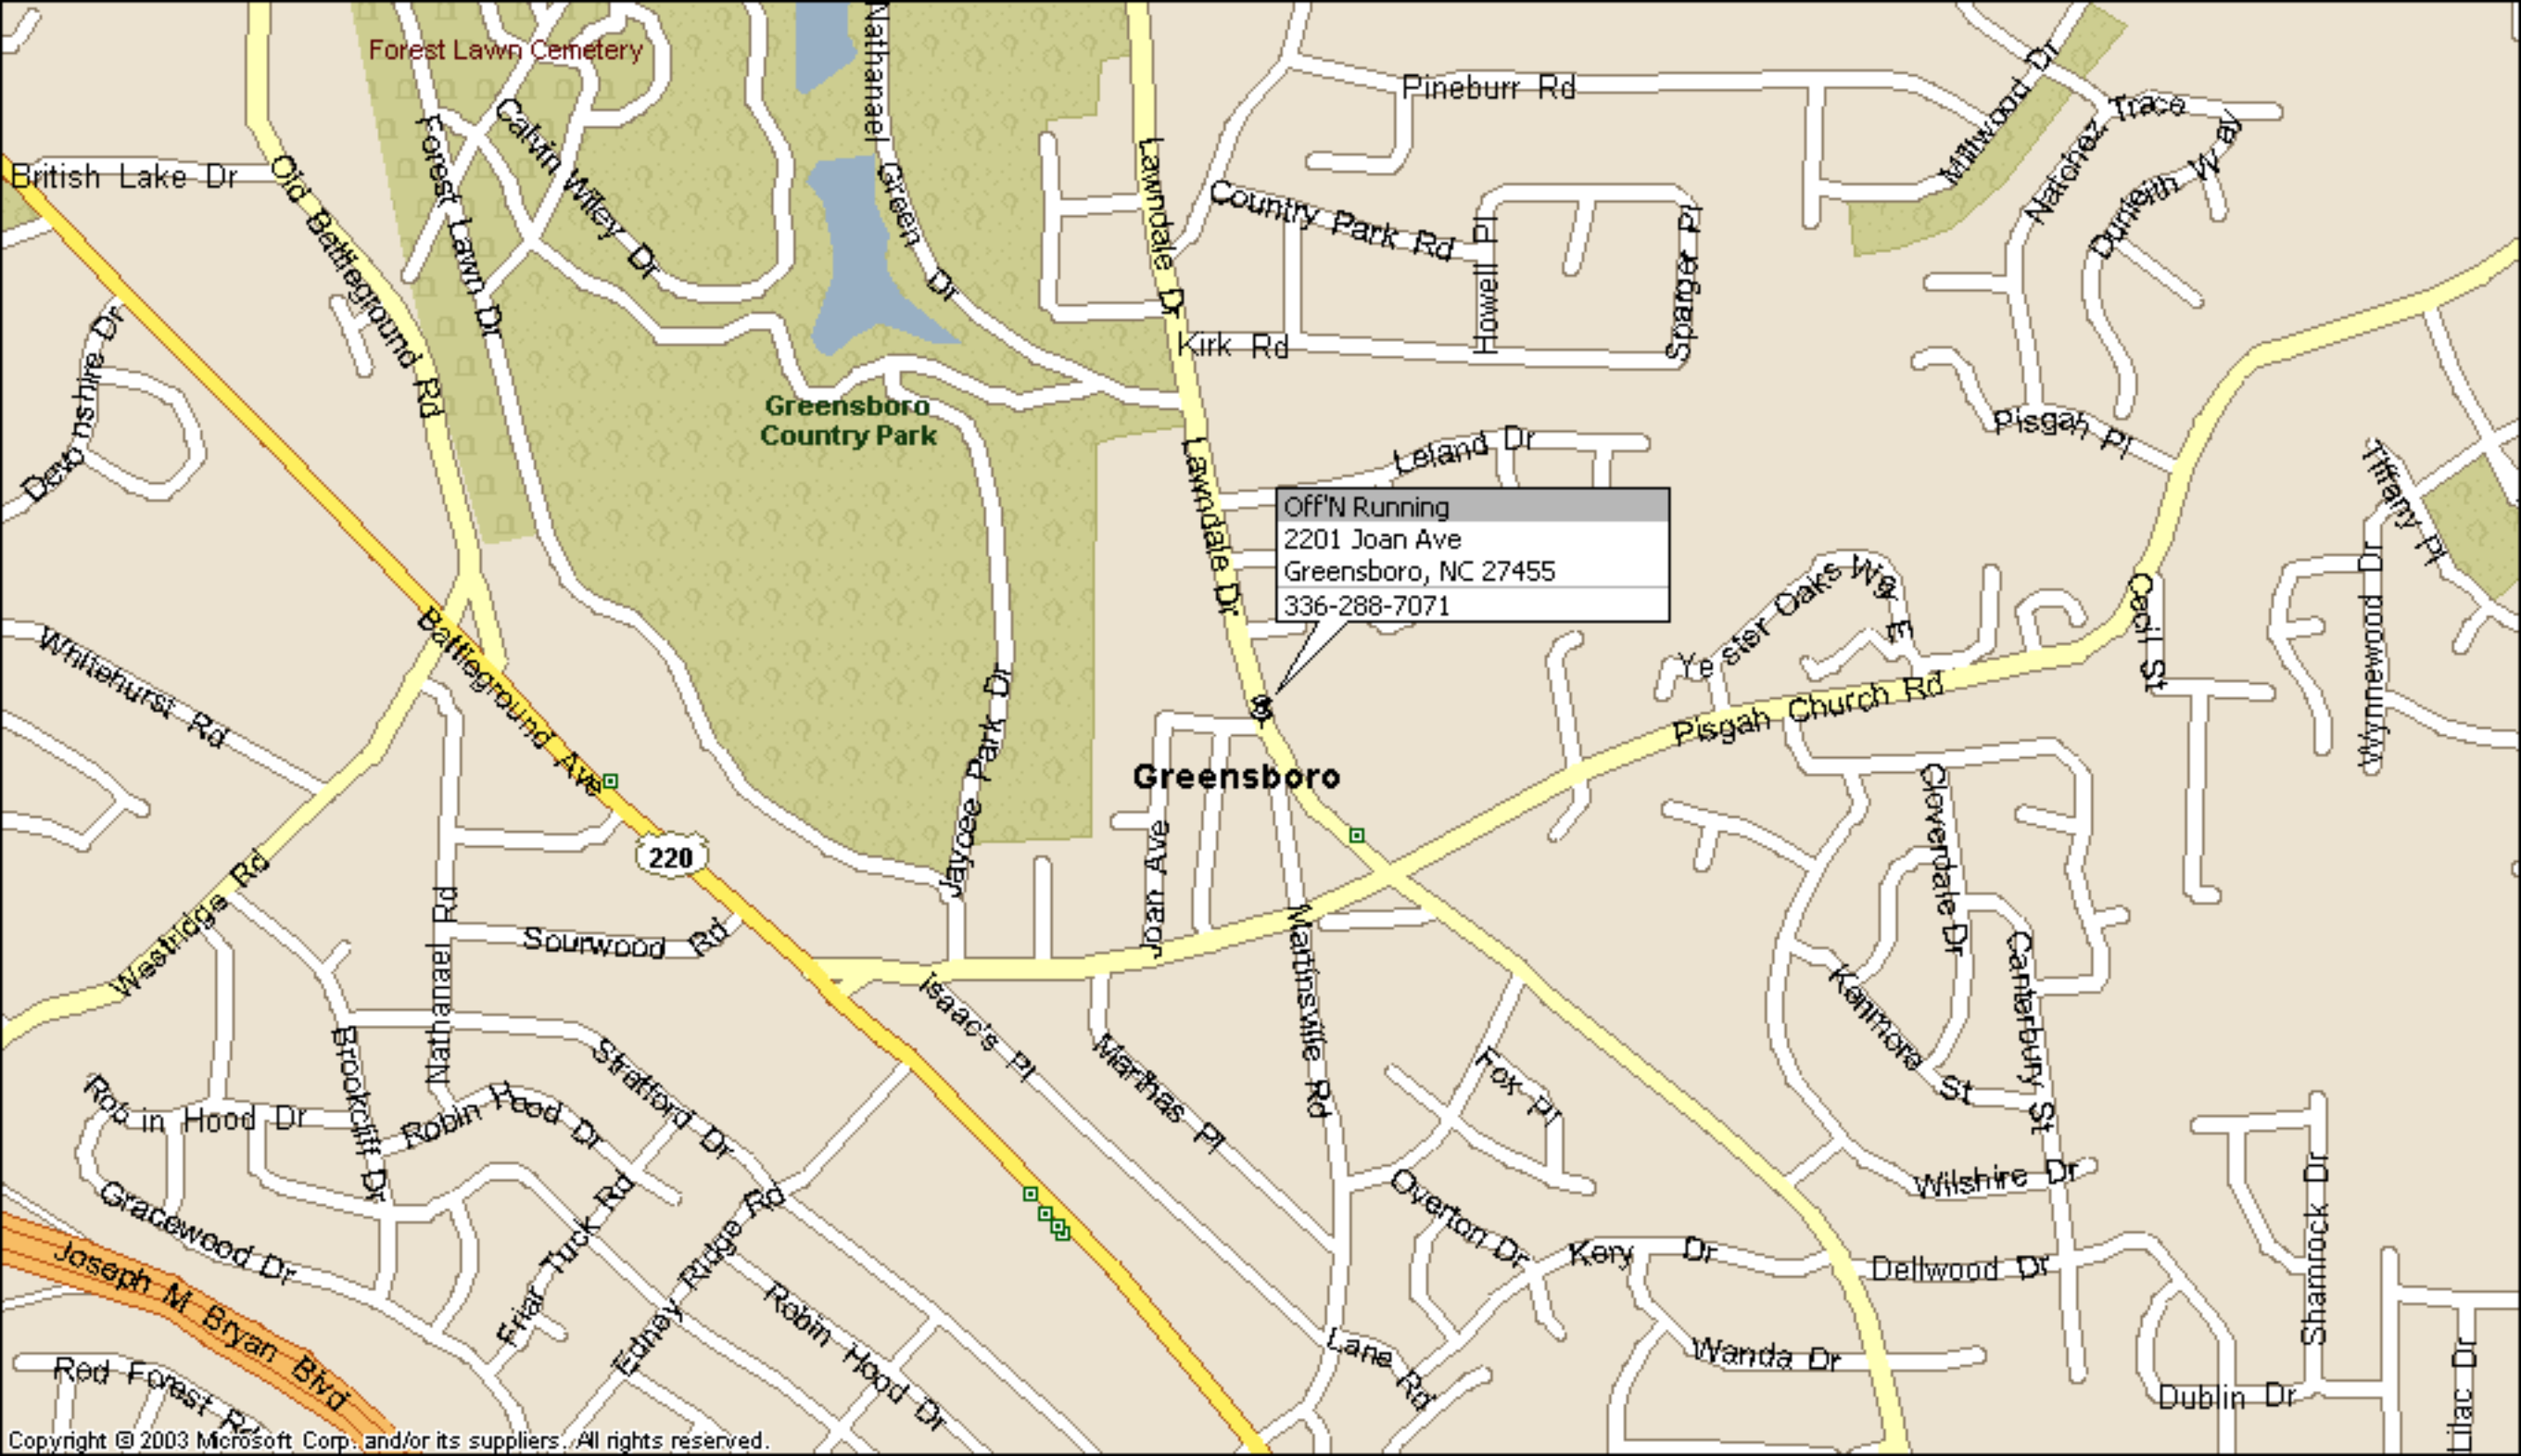 Forest Lawn Cemetery
Nathanael Green Dr
Pineburr Rd
Millwood Dr
Natchez Trace
Dunleith Way
British Lake Dr
Old Battleground Rd
Forest Lawn Dr
Calvin Wiley Dr
Lawndale Dr
Country Park Rd
Howell Pl
Sparger Pl
Kirk Rd
Devonshire Dr
Greensboro
Country Park
Leland Dr
Pisgah Pl
Tiffany Pl
Lawndale Dr
Off'N Running
2201 Joan Ave
Greensboro, NC 27455
336-288-7071
Yester Oaks Way E
Cecil St
Wynnewood Dr
Whitehurst Rd
Battleground Ave
Jaycee Park Dr
Pisgah Church Rd
Greensboro
220
Joan Ave
Cloverdale Dr
Westridge Rd
Nathanael Rd
Sourwood Rd
Martinsville Rd
Canterbury St
Kenmore St
Isaac's Pl
Marthas Pl
Fox Pl
Brookcliff Dr
Stratford Dr
Robin Hood Dr
Robin Hood Dr
Wilshire Dr
Overton Dr
Gracewood Dr
Friar Tuck Rd
Edney Ridge Rd
Kery Dr
Dellwood Dr
Shamrock Dr
Joseph M Bryan Blvd
Robin Hood Dr
Lane Rd
Wanda Dr
Dublin Dr
Lilac Dr
Red Forest Rd
Copyright © 2003 Microsoft Corp. and/or its suppliers. All rights reserved.